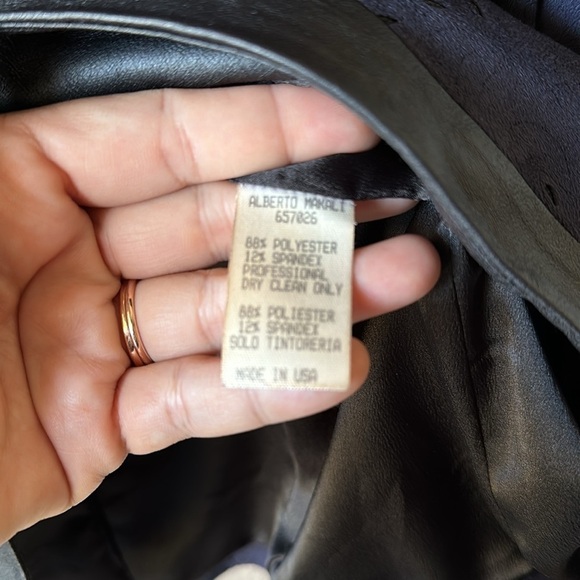 ALBERTO MAKALI
657026
88% POLYESTER
12% SPANDEX
PROFESSIONAL
DRY CLEAN ONLY
88% POLIESTER
12% SPANDEX
SOLO TINTORERIA
MADE IN USA